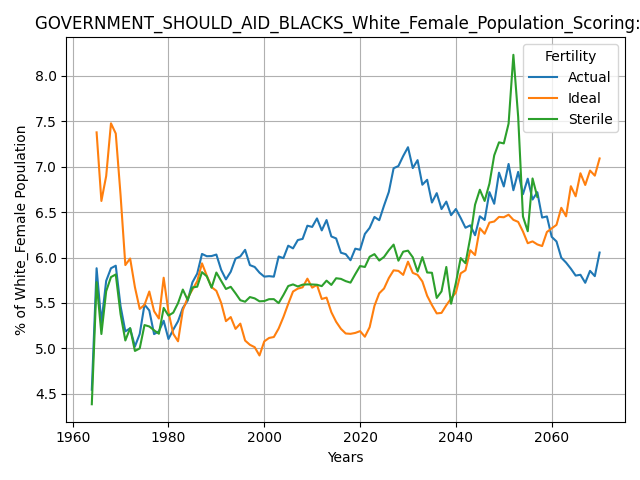 GOVERNMENT_SHOULD_AID_BLACKS_White_Female_Population_Scoring:
% of White_Female Population
8.0
7.5
7.0
6.5
6.0
5.5
5.0
4.5
Fertility
Actual
Ideal
Sterile
1960 1980 2000 2020 2040 2060
Years